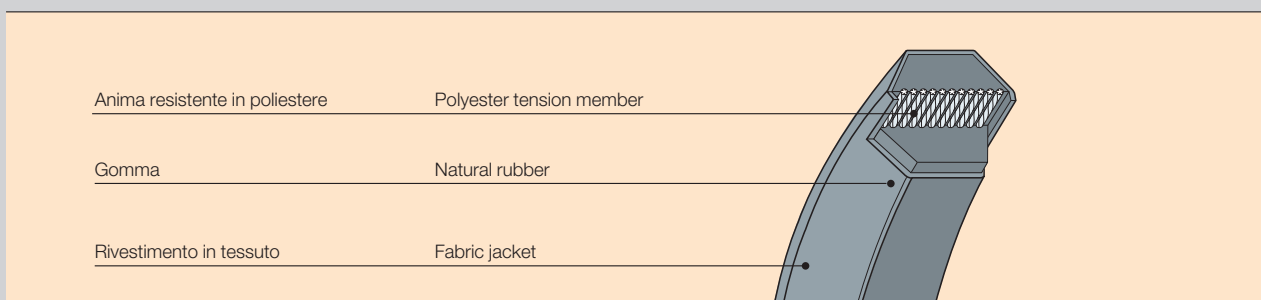 Anima resistente in poliestere Polyester tension member
Gomma Natural rubber
Rivestimento in tessuto Fabric jacket